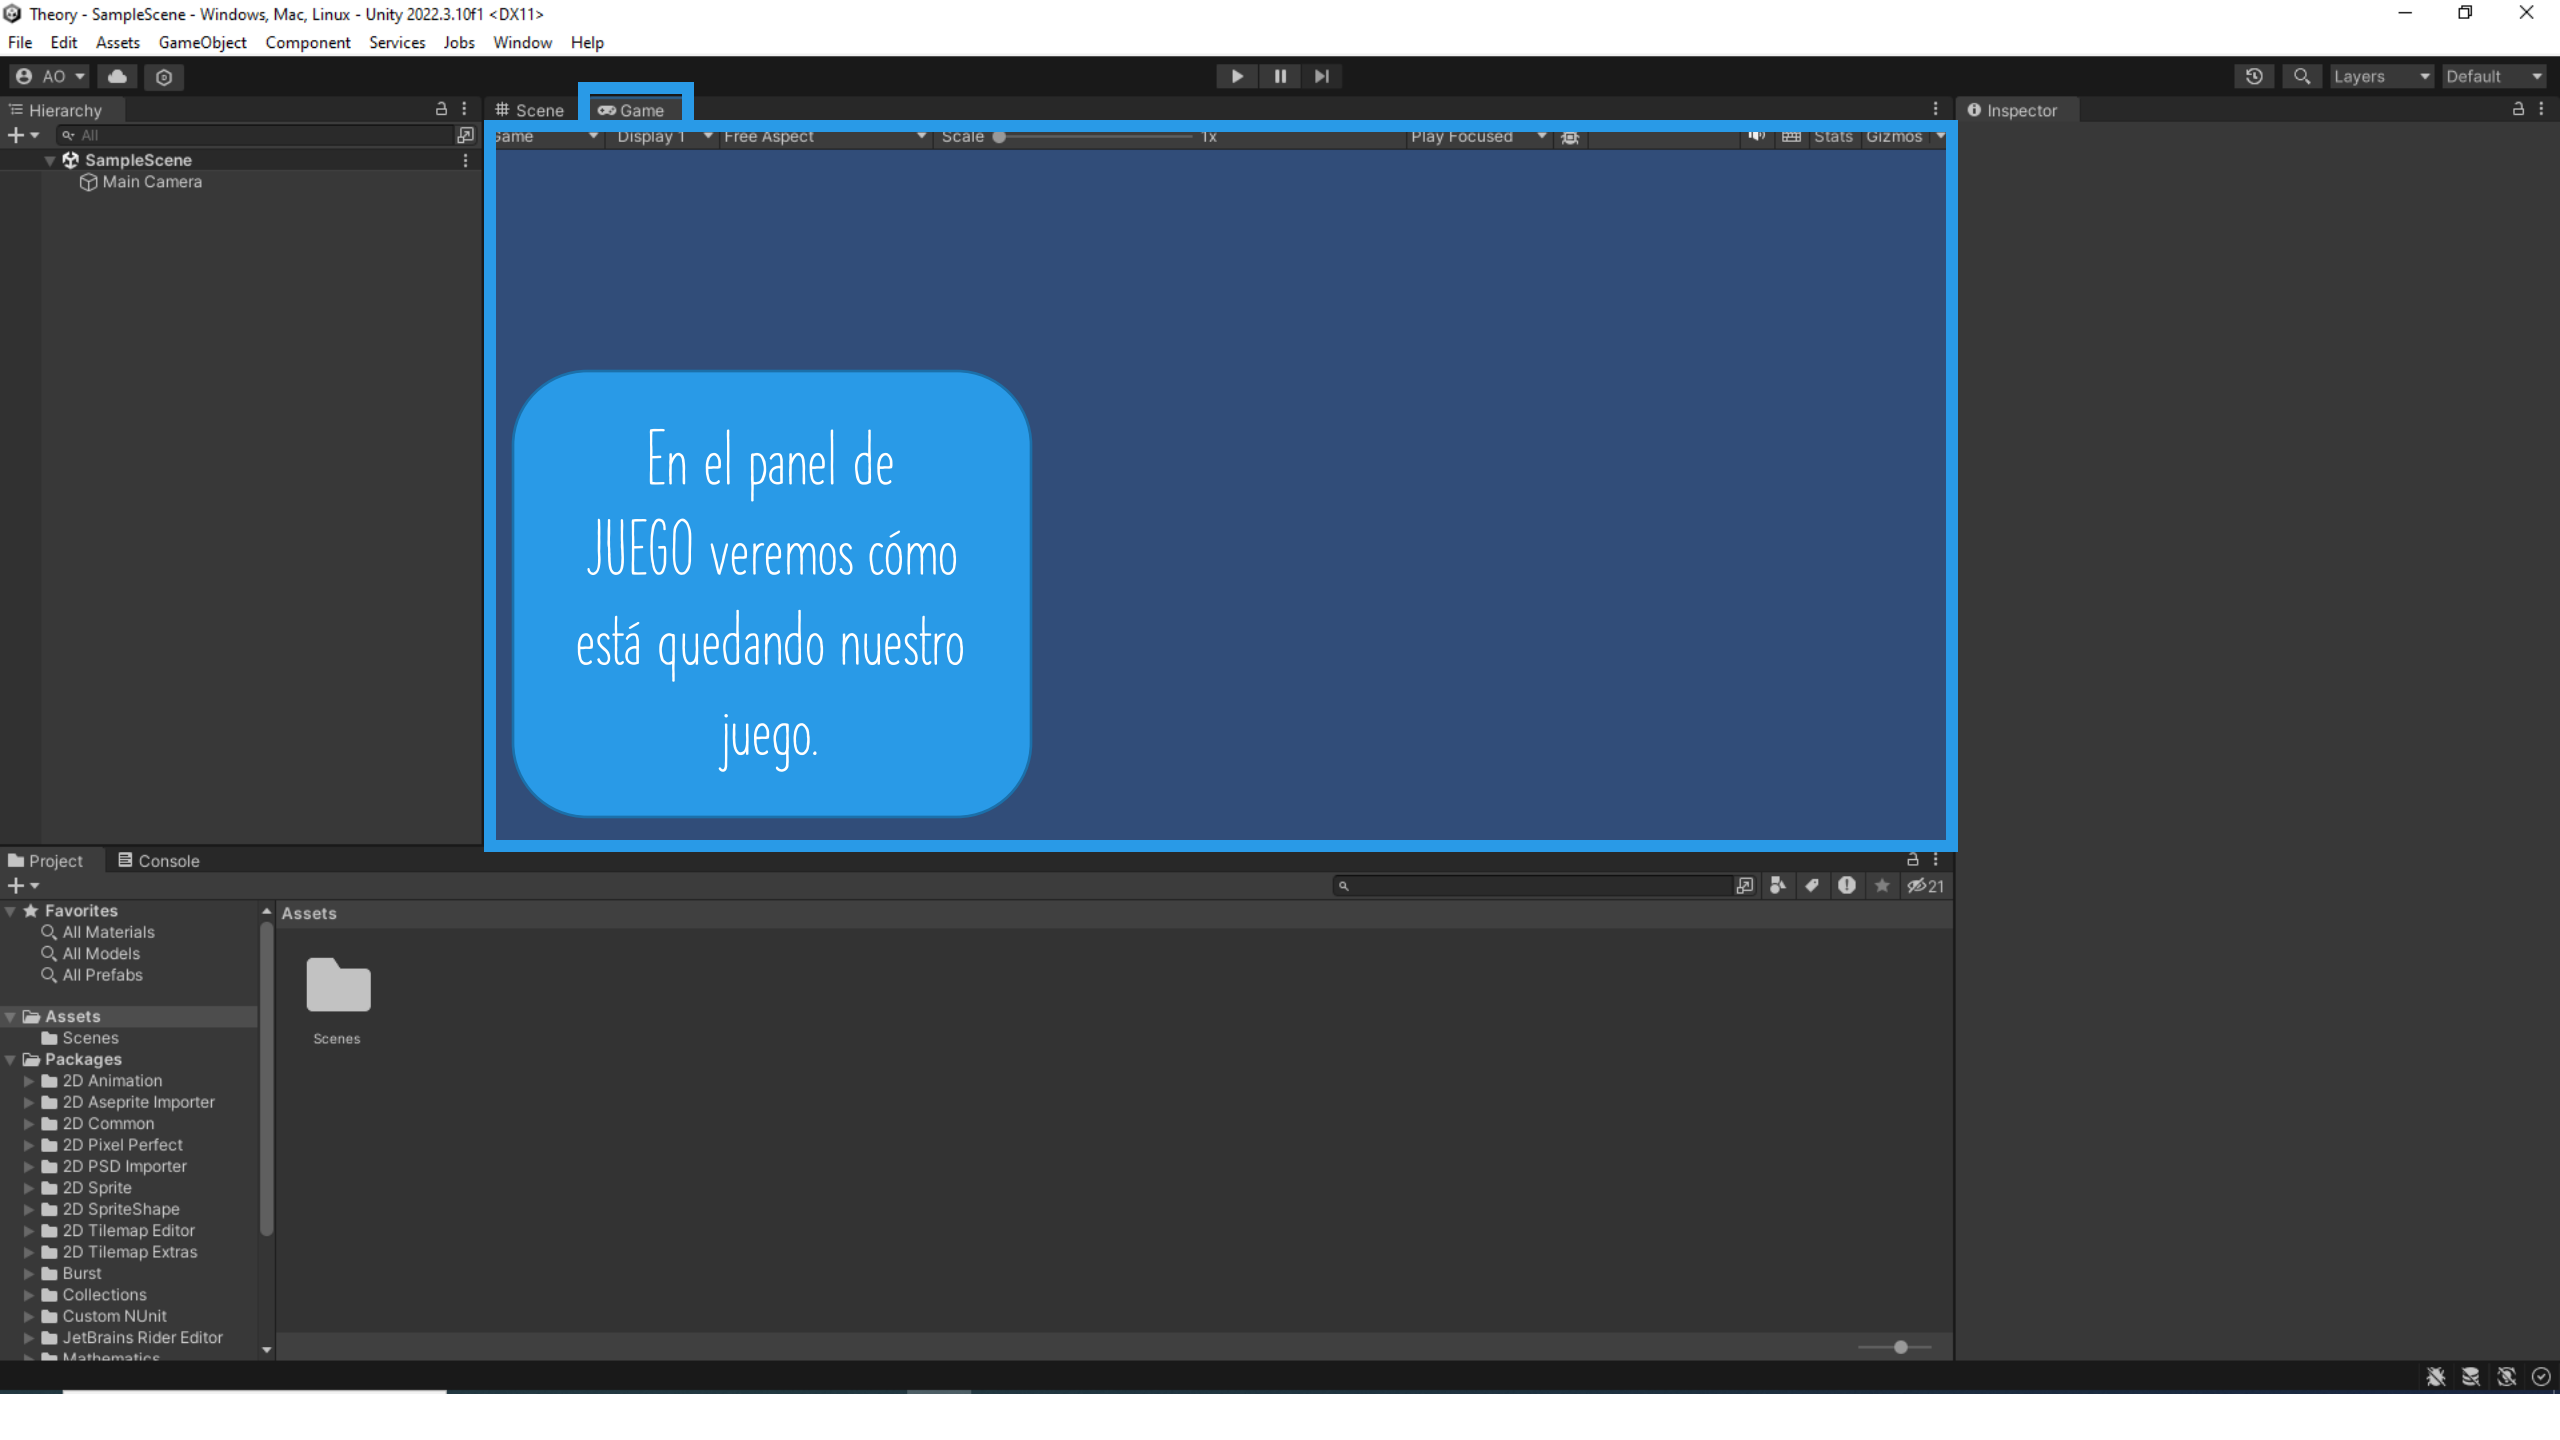 Theory - SampleScene - Windows, Mac, Linux - Unity 2022.3.10f1 <DX11>
File Edit Assets GameObject Component Services Jobs Window Help
AO Layers Default
Hierarchy
All
SampleScene
Main Camera
Scene Game
Game Display 1 Free Aspect Scale 1x Play Focused Stats Gizmos
Inspector
En el panel de
JUEGO veremos cómo
está quedando nuestro
juego.
Project Console
21
Favorites
All Materials
All Models
All Prefabs
Assets
Scenes
Packages
2D Animation
2D Aseprite Importer
2D Common
2D Pixel Perfect
2D PSD Importer
2D Sprite
2D SpriteShape
2D Tilemap Editor
2D Tilemap Extras
Burst
Collections
Custom NUnit
JetBrains Rider Editor
Mathematics
Assets
Scenes